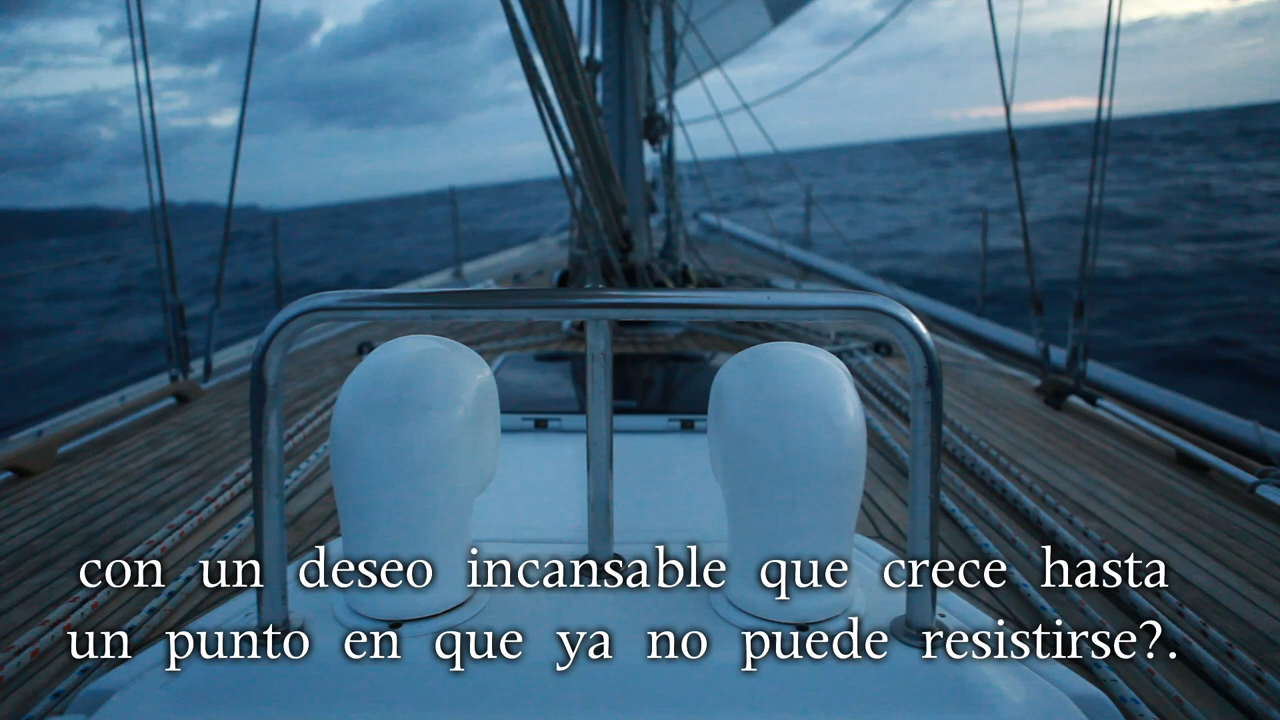 con un deseo incansable que crece hasta
un punto en que ya no puede resistirse?.